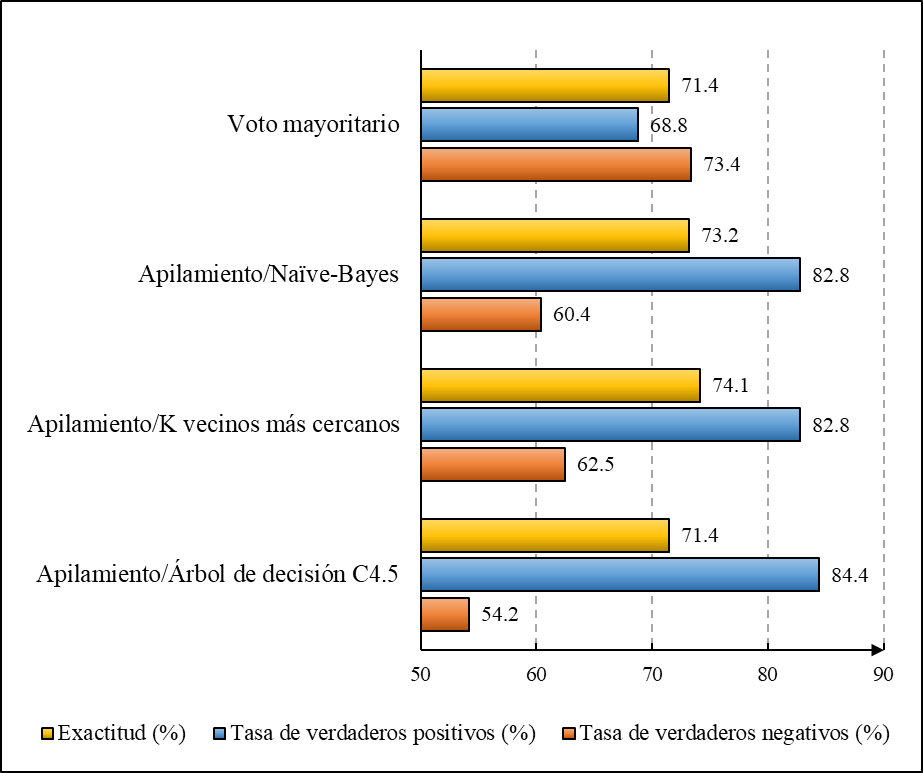 71.4
Voto mayoritario
68.8
73.4
73.2
Apilamiento/Naïve-Bayes
82.8
60.4
74.1
Apilamiento/K vecinos más cercanos
82.8
62.5
71.4
Apilamiento/Árbol de decisión C4.5
84.4
54.2
50 60 70 80 90
Exactitud (%) Tasa de verdaderos positivos (%) Tasa de verdaderos negativos (%)